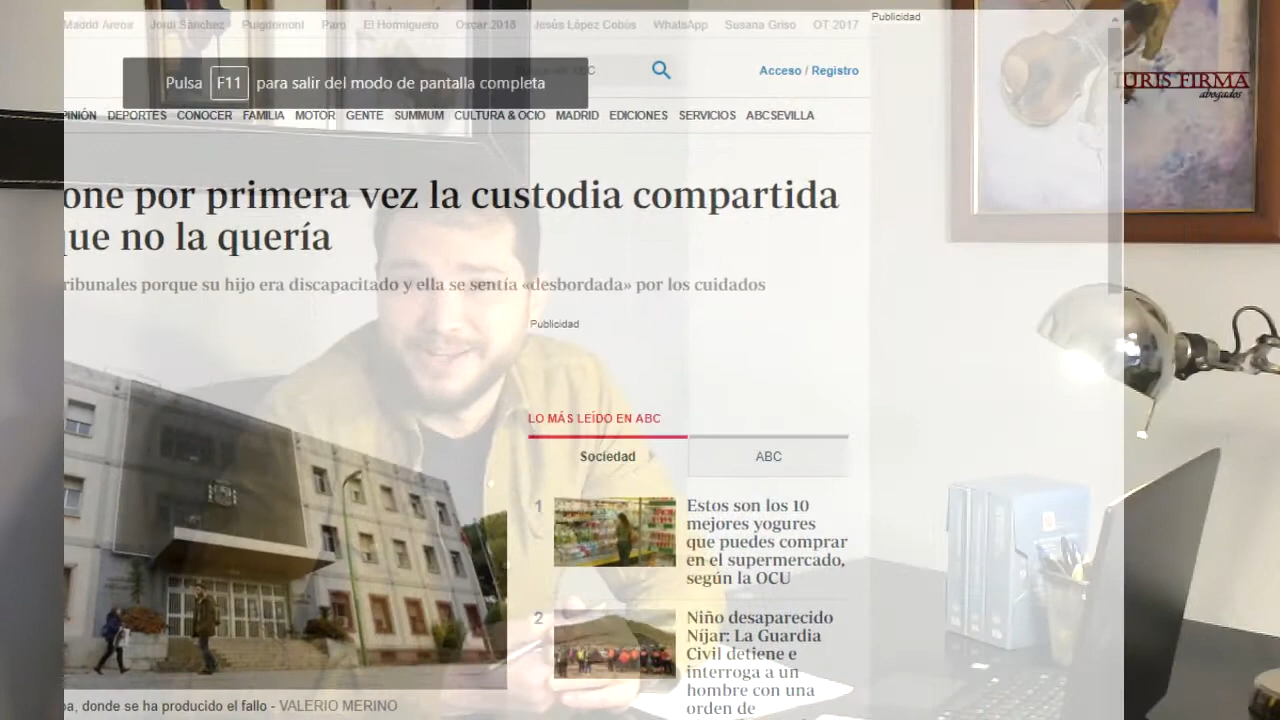 Madrid Arena Jordi Sánchez Puigdemont Paro El Hormiguero Oscar 2018 Jesús López Cobos WhatsApp Susana Griso OT 2017
Publicidad
Pulsa F11 para salir del modo de pantalla completa
Acceso / Registro
IURIS FIRMA
abogados
PINIÓN DEPORTES CONOCER FAMILIA MOTOR GENTE SUMMUM CULTURA & OCIO MADRID EDICIONES SERVICIOS ABCSEVILLA
one por primera vez la custodia compartida
que no la quería
ribunales porque su hijo era discapacitado y ella se sentía «desbordada» por los cuidados
Publicidad
LO MÁS LEÍDO EN ABC
Sociedad ABC
1 Estos son los 10
mejores yogures
que puedes comprar
en el supermercado,
según la OCU
2 Niño desaparecido
Níjar: La Guardia
Civil detiene e
interroga a un
hombre con una
orden de
ba, donde se ha producido el fallo - VALERIO MERINO